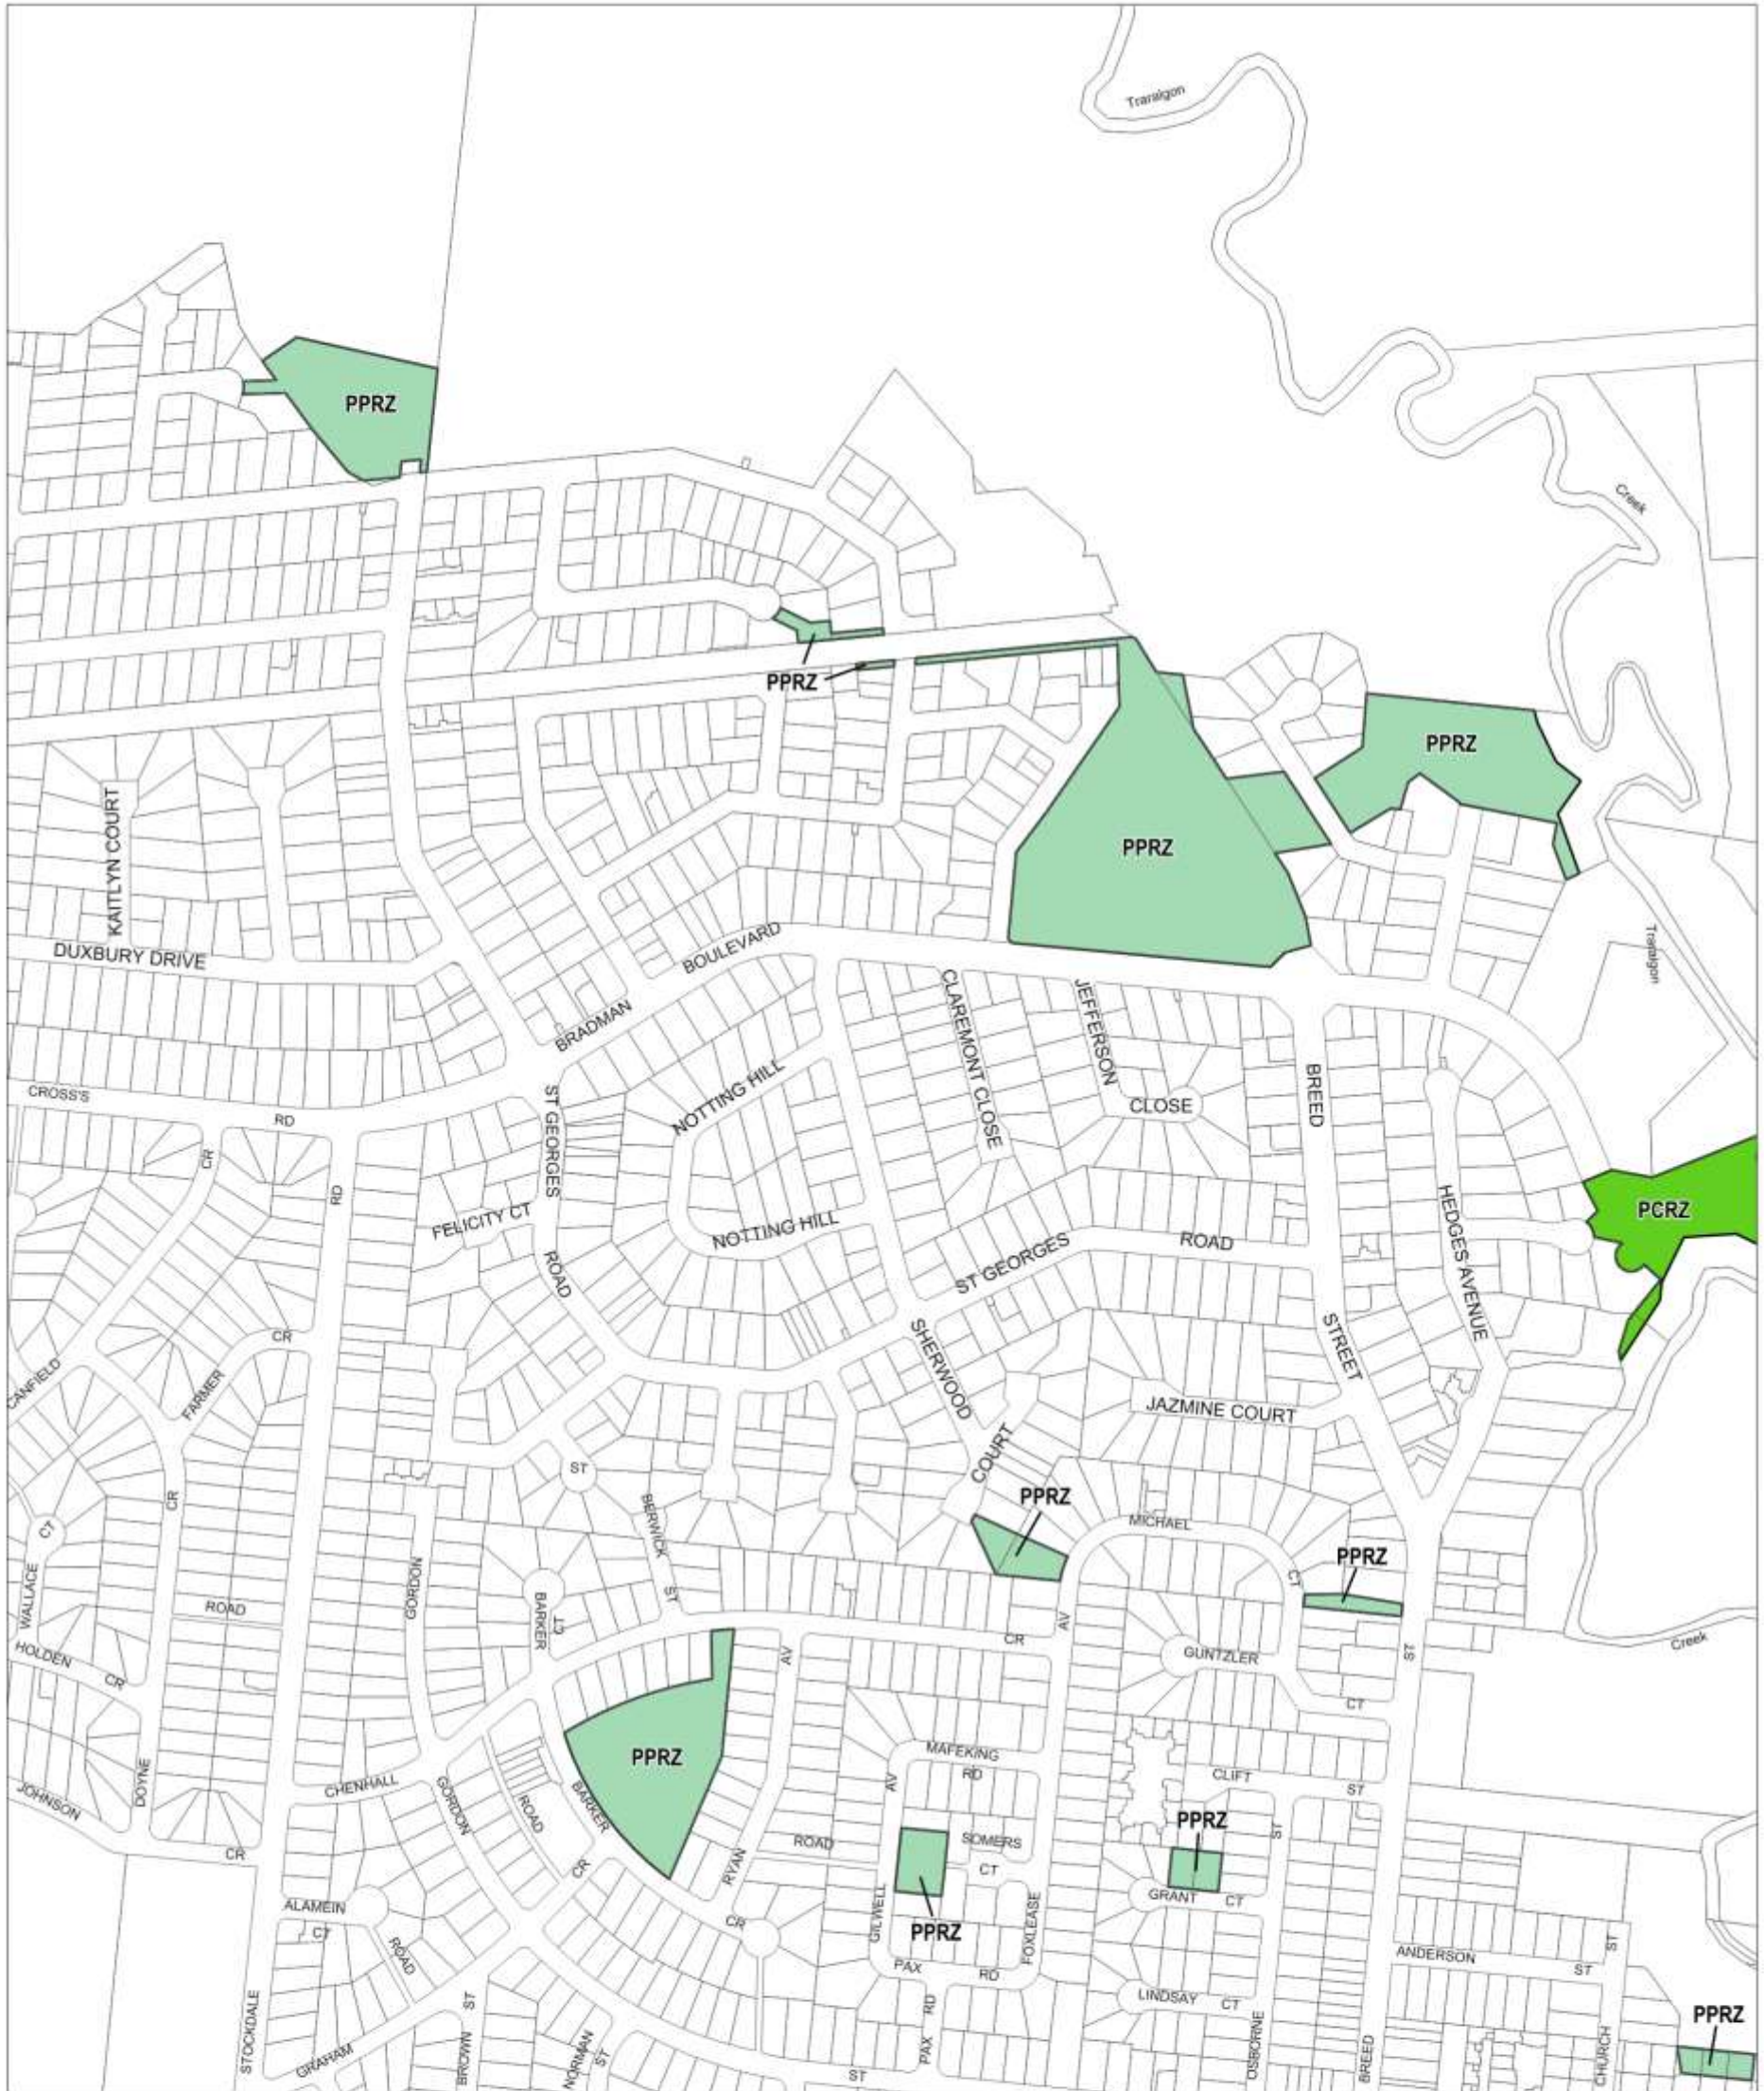 Traralgon
PPRZ
Creek
PPRZ
PPRZ
KAITLYN COURT
PPRZ
DUXBURY DRIVE
BOULEVARD
BRADMAN
Traralgon
CLAREMONT CLOSE
JEFFERSON
CLOSE
BREED
CROSS'S
RD
ST GEORGES
NOTTING HILL
CR
RD
FELICITY CT
ROAD
NOTTING HILL
ST GEORGES
ROAD
HEDGES AVENUE
PCRZ
CR
CANFIELD
FARMER
SHERWOOD
STREET
JAZMINE COURT
COURT
ST
CR
CT
BERWICK
PPRZ
MICHAEL
PPRZ
WALLACE
GORDON
BARKER
CT
ST
CT
ROAD
AV
CR
AV
GUNTZLER
ST
Creek
HOLDEN
CR
CT
PPRZ
MAFEKING
RD
AV
CLIFT
ST
JOHNSON
DOYNE
CHENHALL
GORDON
ROAD
BARKER
PPRZ
ST
CR
CR
RYAN
ROAD
SOMERS
CT
GRANT
CT
ALAMEIN
CT
ROAD
CR
GILWELL
PPRZ
FOXLEASE
ANDERSON
ST
ST
PAX
RD
LINDSAY
CT
STOCKDALE
ST
RD
PPRZ
GRAHAM
BROWN
NORMAN
ST
PAX
ST
OSBORNE
BREED
CHURCH